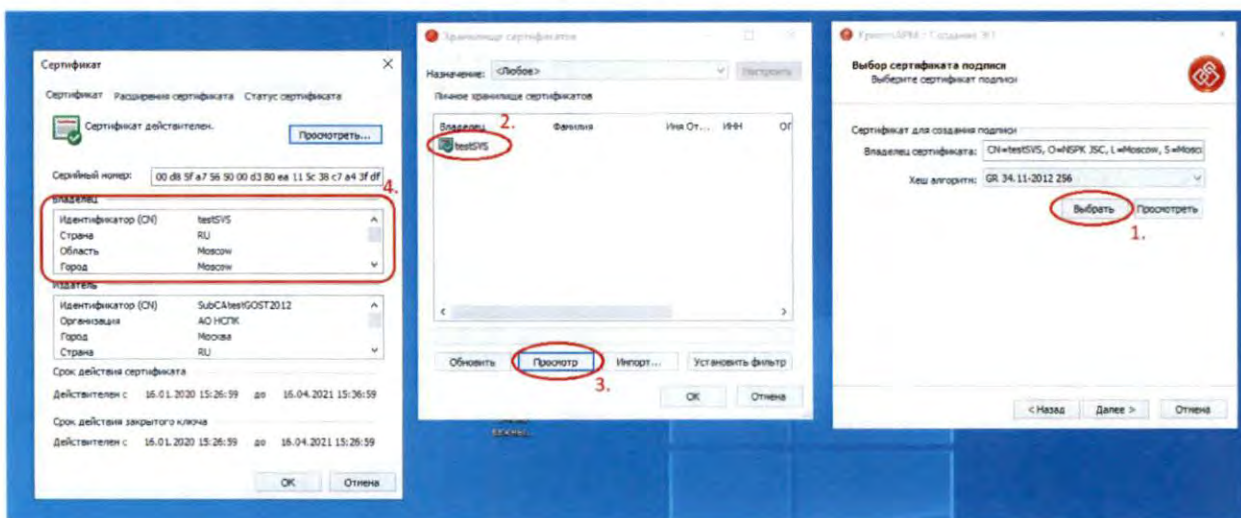 Сертификат
Сертификат Расширения сертификата Статус сертификата
Сертификат действителен.
Просмотреть...
Серийный номер: 00 d8 5f a7 56 50 00 d3 80 ea 11 5c 38 c7 a4 3f df
4.
Владелец
Идентификатор (CN) testSVS
Страна RU
Область Moscow
Город Moscow
Издатель
Идентификатор (CN) SubCAtestGOST2012
Организация АО НСПК
Город Москва
Страна RU
Срок действия сертификата
Действителен с 16.01.2020 15:26:59 до 16.04.2021 15:36:59
Срок действия закрытого ключа
Действителен с 16.01.2020 15:26:59 до 16.04.2021 15:26:59
ОК Отмена
Хранилище сертификатов
Назначение: <Любое> Настроить
Личное хранилище сертификатов
Владелец Фамилия Имя От... ИНН ОГ
2.
testSVS
Обновить Просмотр Импорт... Установить фильтр
3.
ОК Отмена
КриптоАРМ :: Создание ЭП
Выбор сертификата подписи
Выберите сертификат подписи
Сертификат для создания подписи
Владелец сертификата: CN=testSVS, O=NSPK JSC, L=Moscow, S=Mosco
Хеш алгоритм: GR 34.11-2012 256
Выбрать Просмотреть
1.
< Назад Далее > Отмена